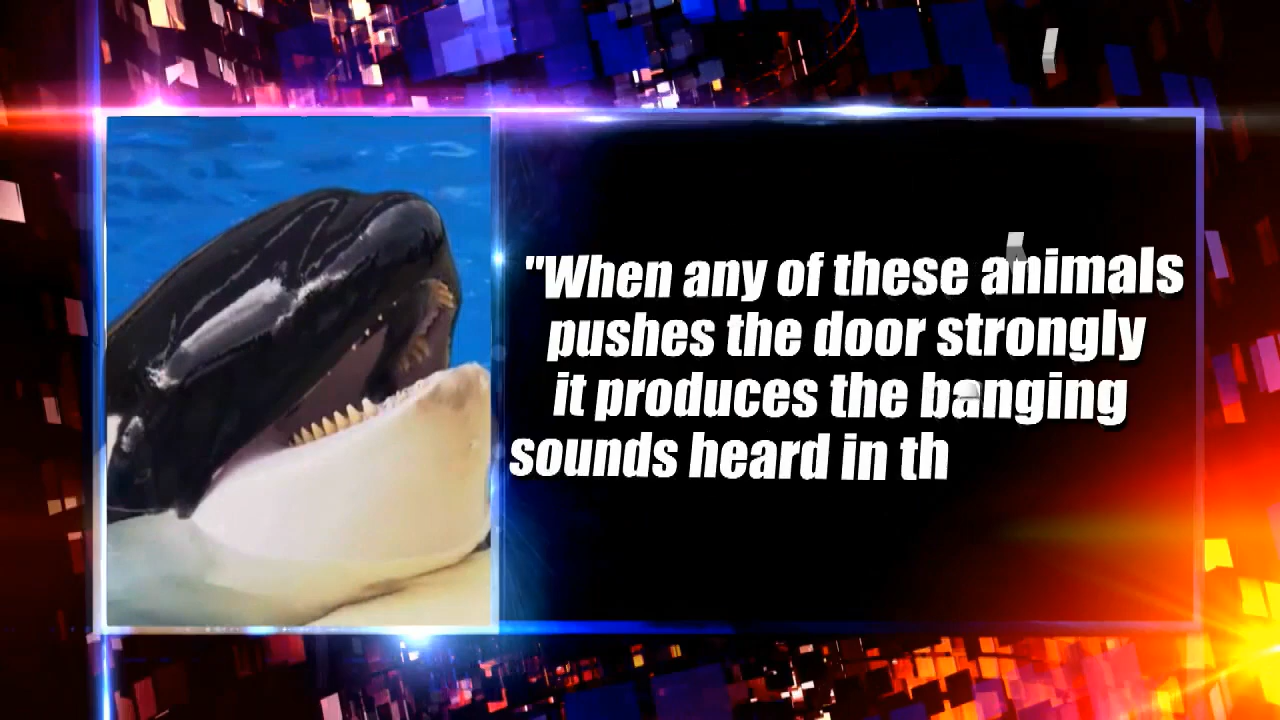 "When any of these animals
pushes the door strongly
it produces the banging
sounds heard in th